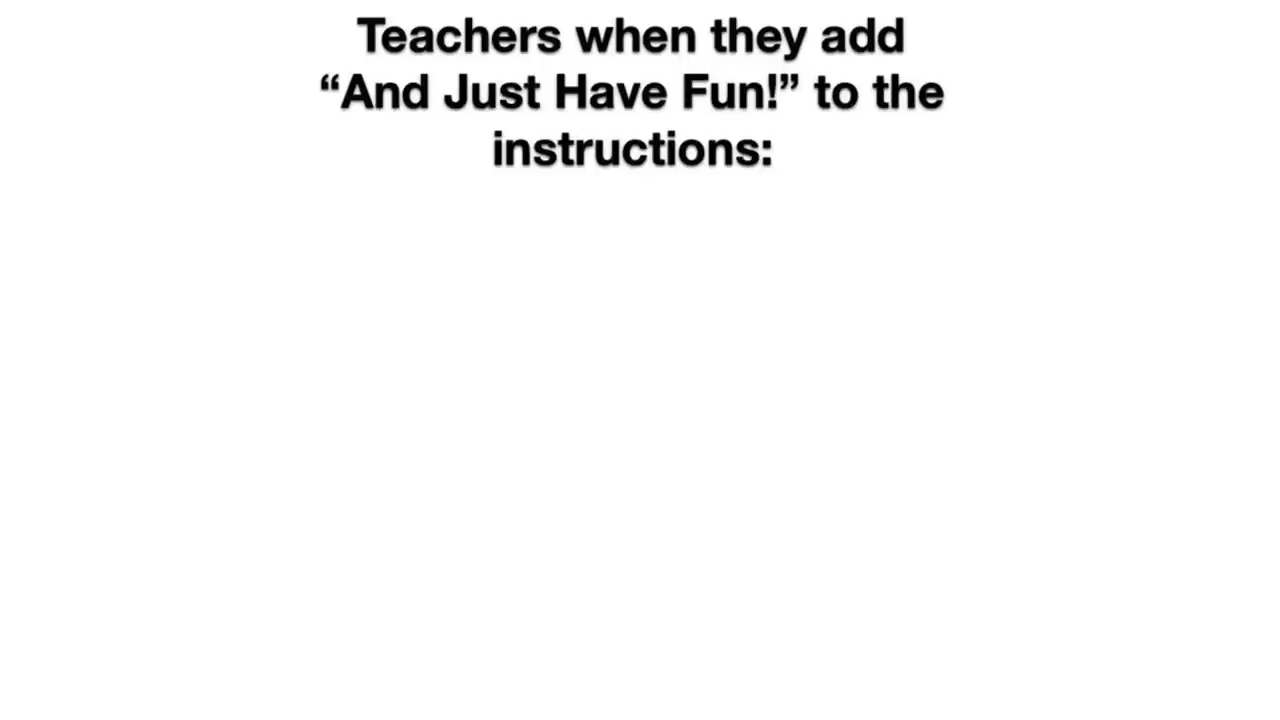 Teachers when they add
“And Just Have Fun!” to the
instructions: